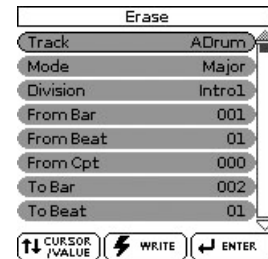 Erase
Track ADrum
Mode Major
Division Intro1
From Bar 001
From Beat 01
From Cpt 000
To Bar 002
To Beat 01
CURSOR /VALUE WRITE ENTER